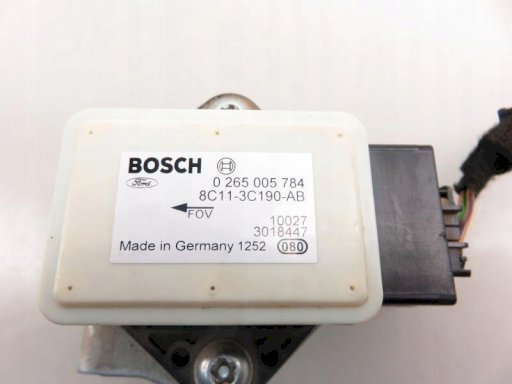 BOSCH
Ford 0 265 005 784
8C11-3C190-AB
FOV
10027
3018447
Made in Germany 1252 080